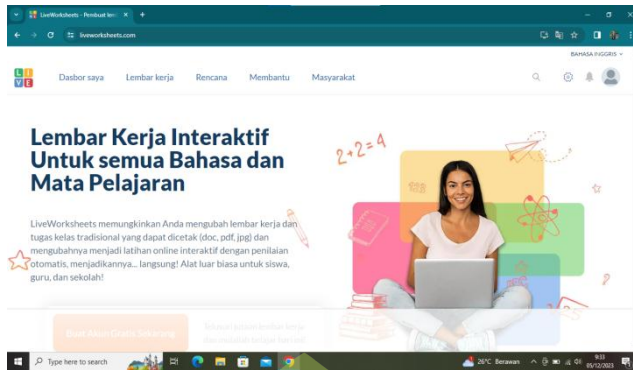 LiveWorksheets - Pembuat lem
liveworksheets.com
BAHASA INGGRIS
LIVE
Dasbor saya Lembar kerja Rencana Membantu Masyarakat
Lembar Kerja Interaktif
Untuk semua Bahasa dan
Mata Pelajaran
2+2=4
LiveWorksheets memungkinkan Anda mengubah lembar kerja dan
tugas kelas tradisional yang dapat dicetak (doc, pdf, jpg) dan
mengubahnya menjadi latihan online interaktif dengan penilaian
otomatis, menjadikannya... langsung! Alat luar biasa untuk siswa,
guru, dan sekolah!
Buat Akun Gratis Sekarang
Type here to search
26°C Berawan
9:33
05/12/2023